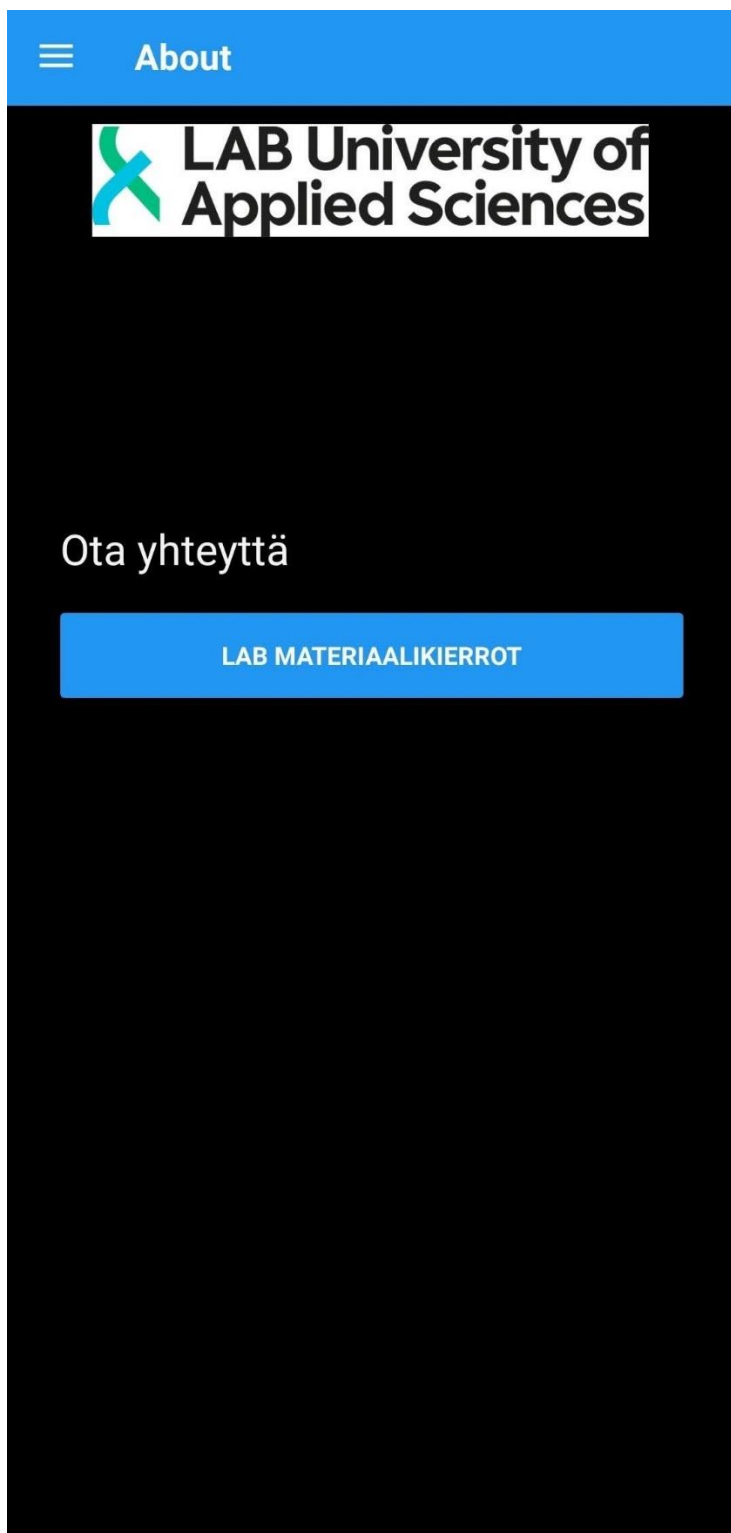 About
LAB University of
Applied Sciences
Ota yhteyttä
LAB MATERIAALIKIERROT